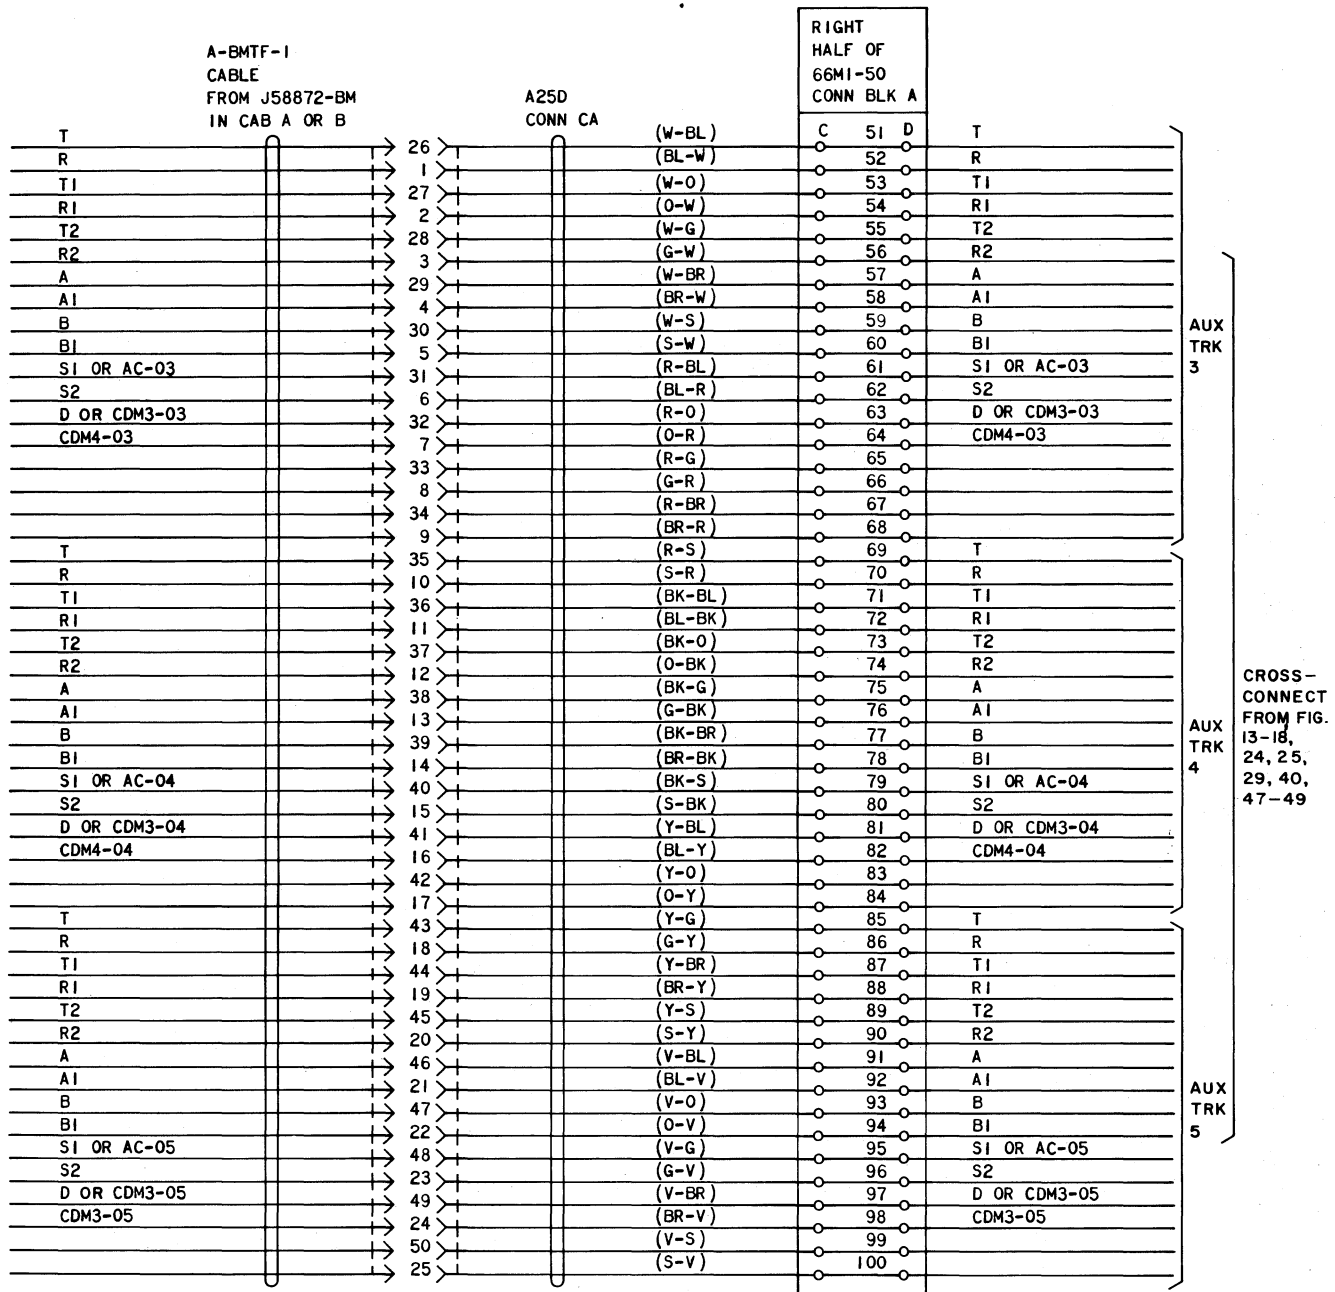 RIGHT
HALF OF
66M1-50
CONN BLK A
A-BMTF-1
CABLE
FROM J58872-BM
IN CAB A OR B
A25D
CONN CA
C D
T 26 (W-BL) 51 T
R 1 (BL-W) 52 R
T1 27 (W-O) 53 T1
R1 2 (O-W) 54 R1
T2 28 (W-G) 55 T2
R2 3 (G-W) 56 R2
A 29 (W-BR) 57 A
A1 4 (BR-W) 58 A1
B 30 (W-S) 59 B
B1 5 (S-W) 60 B1
S1 OR AC-03 31 (R-BL) 61 S1 OR AC-03
S2 6 (BL-R) 62 S2
D OR CDM3-03 32 (R-O) 63 D OR CDM3-03
CDM4-03 7 (O-R) 64 CDM4-03
33 (R-G) 65
8 (G-R) 66
34 (R-BR) 67
9 (BR-R) 68
AUX
TRK
3
T 35 (R-S) 69 T
R 10 (S-R) 70 R
T1 36 (BK-BL) 71 T1
R1 11 (BL-BK) 72 R1
T2 37 (BK-O) 73 T2
R2 12 (O-BK) 74 R2
A 38 (BK-G) 75 A
A1 13 (G-BK) 76 A1
B 39 (BK-BR) 77 B
B1 14 (BR-BK) 78 B1
S1 OR AC-04 40 (BK-S) 79 S1 OR AC-04
S2 15 (S-BK) 80 S2
D OR CDM3-04 41 (Y-BL) 81 D OR CDM3-04
CDM4-04 16 (BL-Y) 82 CDM4-04
42 (Y-O) 83
17 (O-Y) 84
AUX
TRK
4
T 43 (Y-G) 85 T
R 18 (G-Y) 86 R
T1 44 (Y-BR) 87 T1
R1 19 (BR-Y) 88 R1
T2 45 (Y-S) 89 T2
R2 20 (S-Y) 90 R2
A 46 (V-BL) 91 A
A1 21 (BL-V) 92 A1
B 47 (V-O) 93 B
B1 22 (O-V) 94 B1
S1 OR AC-05 48 (V-G) 95 S1 OR AC-05
S2 23 (G-V) 96 S2
D OR CDM3-05 49 (V-BR) 97 D OR CDM3-05
CDM3-05 24 (BR-V) 98 CDM3-05
50 (V-S) 99
25 (S-V) 100
AUX
TRK
5
CROSS-
CONNECT
FROM FIG.
13-18,
24, 25,
29, 40,
47-49